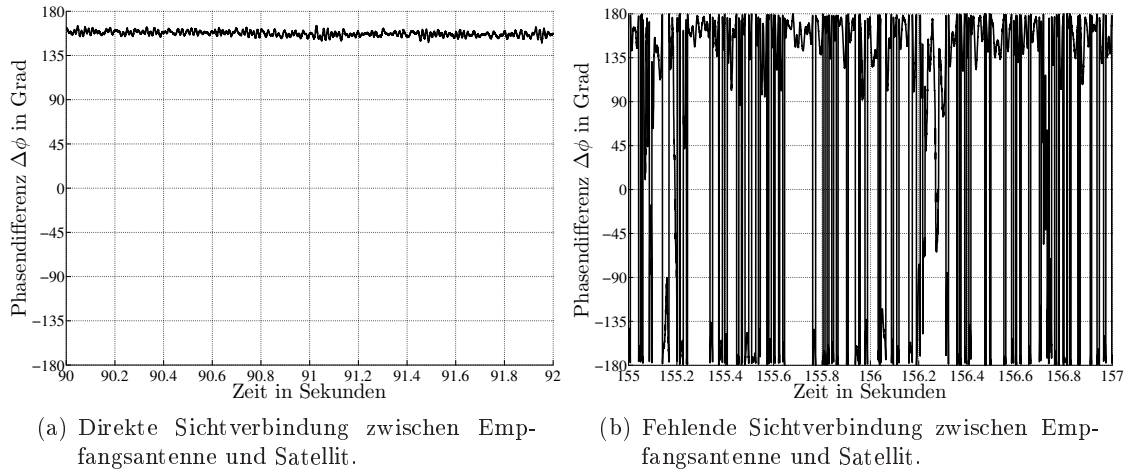 180
135
90
45
0
−45
−90
−135
−180
Phasendifferenz Δϕ in Grad
90 90.2 90.4 90.6 90.8 91 91.2 91.4 91.6 91.8 92
Zeit in Sekunden
(a) Direkte Sichtverbindung zwischen Emp-
fangsantenne und Satellit.
180
135
90
45
0
−45
−90
−135
−180
Phasendifferenz Δϕ in Grad
155 155.2 155.4 155.6 155.8 156 156.2 156.4 156.6 156.8 157
Zeit in Sekunden
(b) Fehlende Sichtverbindung zwischen Emp-
fangsantenne und Satellit.